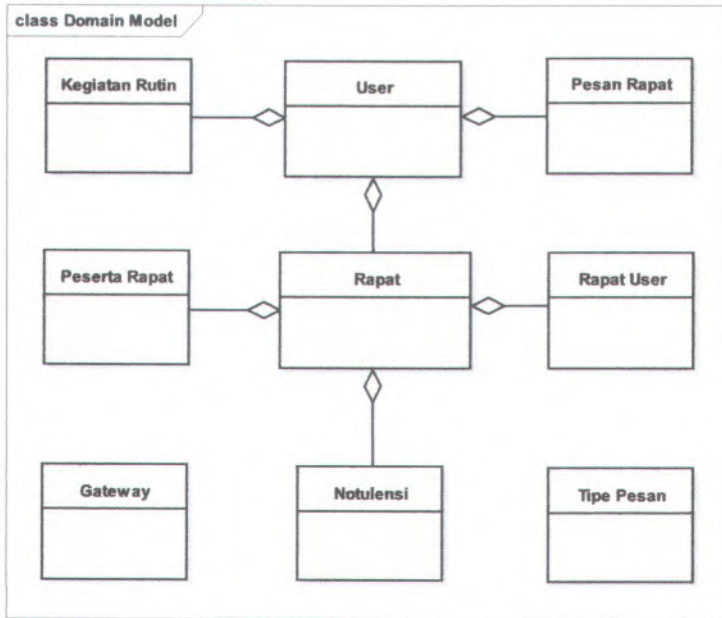 class Domain Model
Kegiatan Rutin
User
Pesan Rapat
Peserta Rapat
Rapat
Rapat User
Gateway
Notulensi
Tipe Pesan